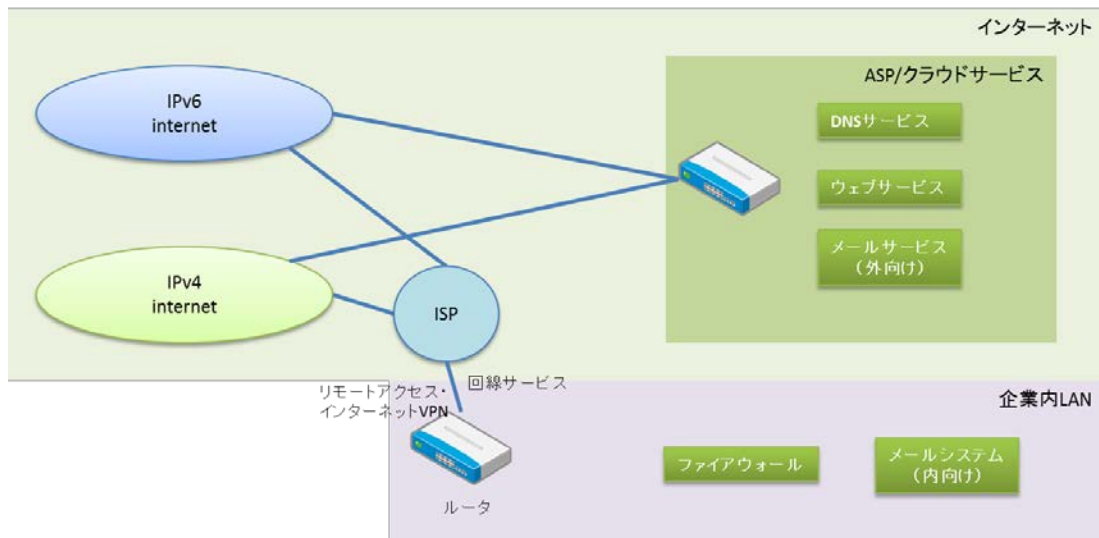 インターネット
ASP/クラウドサービス
IPv6
internet
DNSサービス
ウェブサービス
メールサービス
（外向け）
IPv4
internet
ISP
回線サービス
リモートアクセス・
インターネットVPN
企業内LAN
ファイアウォール
メールシステム
（内向け）
ルータ